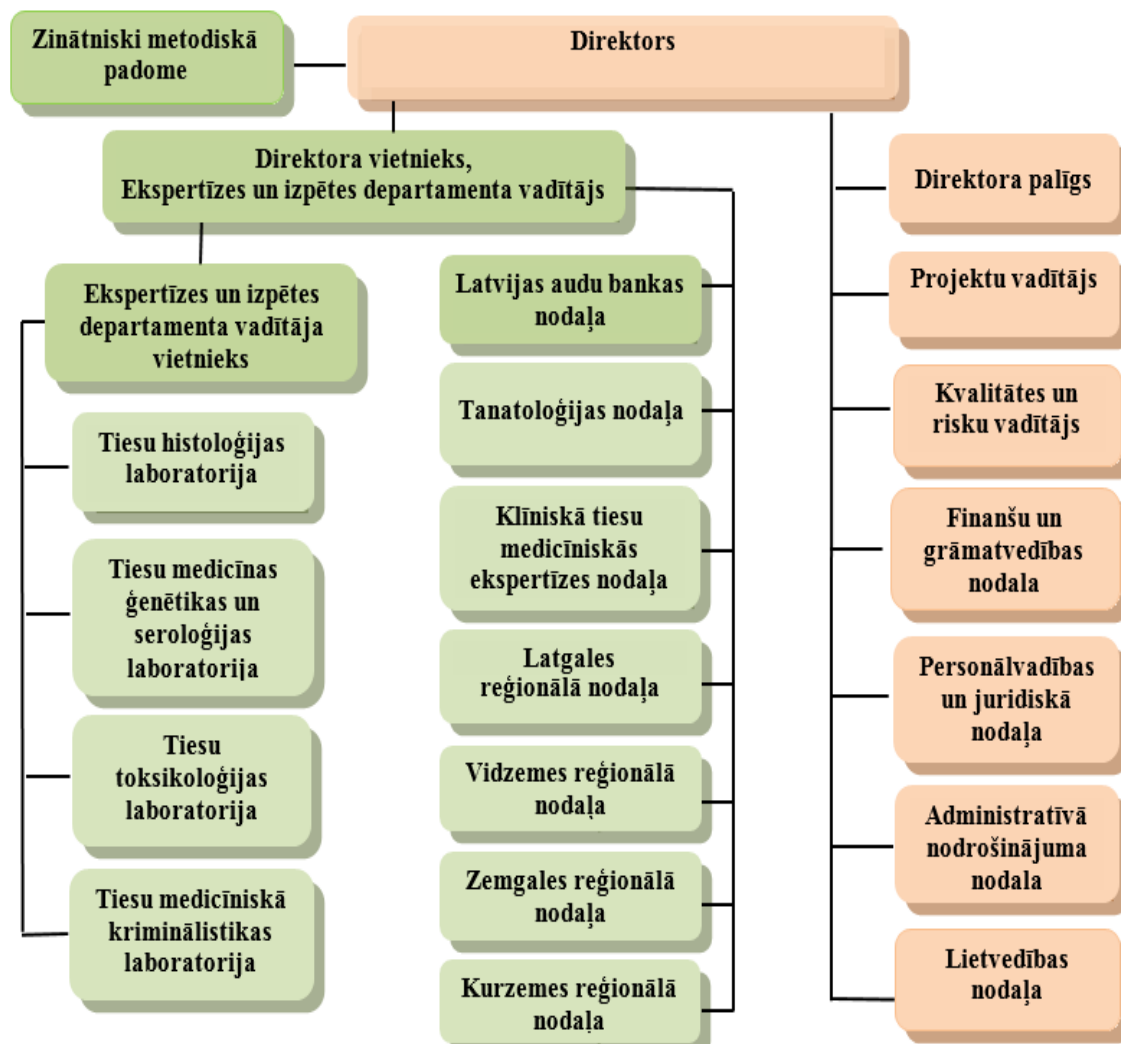 Zinātniski metodiskā
padome
Direktors
Direktora vietnieks,
Ekspertīzes un izpētes departamenta vadītājs
Ekspertīzes un izpētes
departamenta vadītāja
vietnieks
Tiesu histoloģijas
laboratorija
Tiesu medicīnas
ģenētikas un
seroloģijas
laboratorija
Tiesu
toksikoloģijas
laboratorija
Tiesu medicīniskā
kriminālistikas
laboratorija
Latvijas audu bankas
nodaļa
Tanatoloģijas nodaļa
Klīniskā tiesu
medicīniskās
ekspertīzes nodaļa
Latgales
reģionālā nodaļa
Vidzemes reģionālā
nodaļa
Zemgales reģionālā
nodaļa
Kurzemes reģionālā
nodaļa
Direktora palīgs
Projektu vadītājs
Kvalitātes un
risku vadītājs
Finanšu un
grāmatvedības
nodala
Personālvadības
un juridiskā
nodaļa
Administratīvā
nodrošinājuma
nodala
Lietvedības
nodaļa